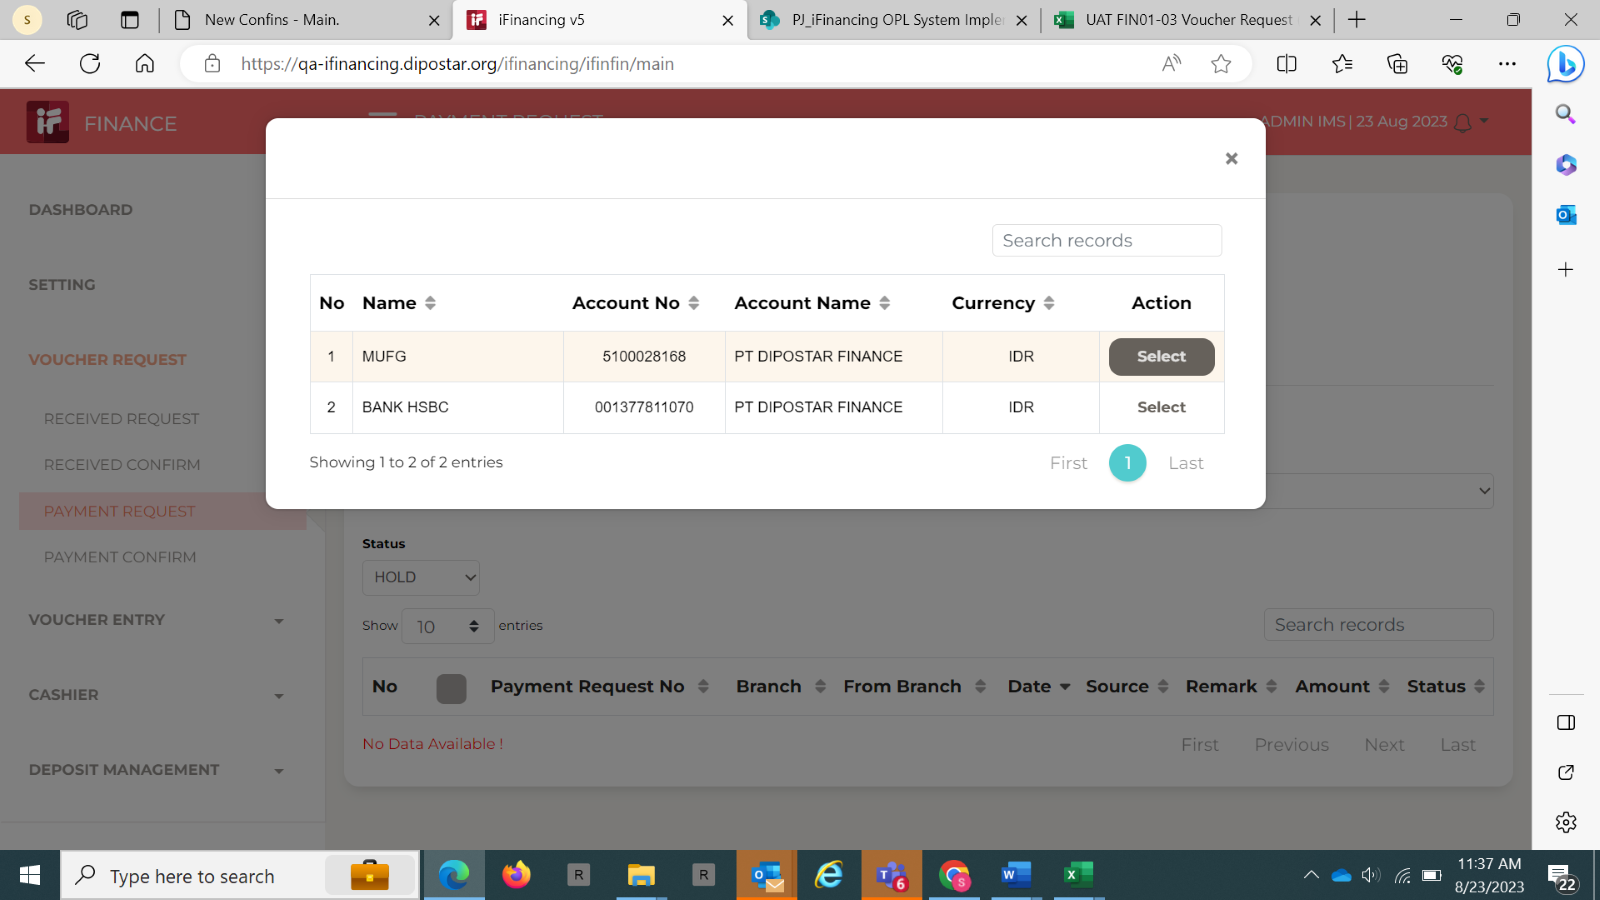 S
New Confins - Main.
iF
iFinancing v5
S
PJ_iFinancing OPL System Imple
X
UAT FIN01-03 Voucher Request
https://qa-ifinancing.dipostar.org/ifinancing/ifinfin/main
iF FINANCE
PAYMENT REQUEST
ADMIN IMS | 23 Aug 2023
DASHBOARD
SETTING
VOUCHER REQUEST
RECEIVED REQUEST
RECEIVED CONFIRM
PAYMENT REQUEST
PAYMENT CONFIRM
VOUCHER ENTRY
CASHIER
DEPOSIT MANAGEMENT
×
Search records
No Name Account No Account Name Currency Action
1 MUFG 5100028168 PT DIPOSTAR FINANCE IDR Select
2 BANK HSBC 001377811070 PT DIPOSTAR FINANCE IDR Select
Showing 1 to 2 of 2 entries
First 1 Last
Status
HOLD
Show 10 entries
Search records
No Payment Request No Branch From Branch Date Source Remark Amount Status
No Data Available !
First Previous Next Last
Type here to search
R
R
O
T
6
S
W
X
11:37 AM
8/23/2023
22